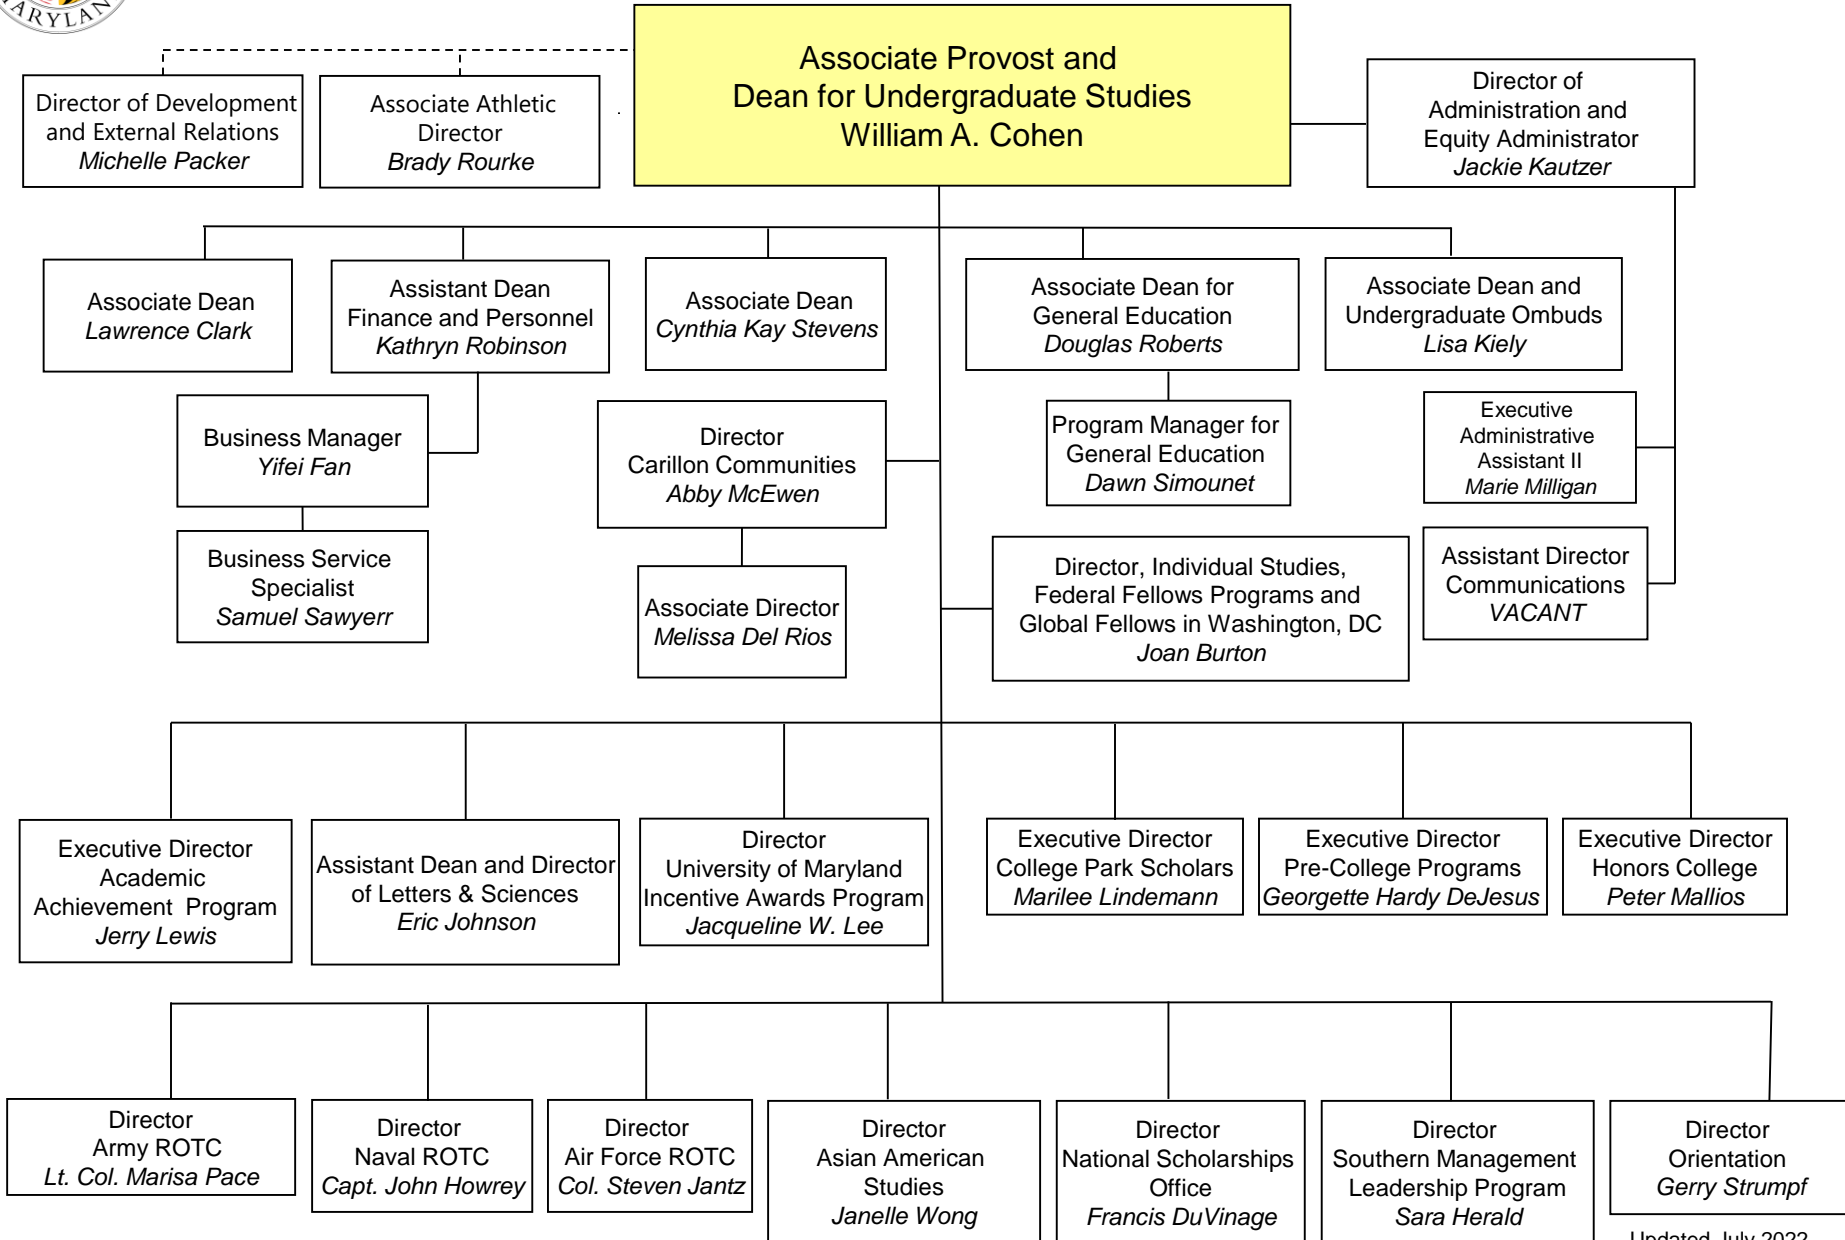 MARYLAND
Associate Provost and
Dean for Undergraduate Studies
William A. Cohen
Director of Development
and External Relations
Michelle Packer
Associate Athletic
Director
Brady Rourke
Director of
Administration and
Equity Administrator
Jackie Kautzer
Associate Dean
Lawrence Clark
Assistant Dean
Finance and Personnel
Kathryn Robinson
Associate Dean
Cynthia Kay Stevens
Associate Dean for
General Education
Douglas Roberts
Associate Dean and
Undergraduate Ombuds
Lisa Kiely
Business Manager
Yifei Fan
Director
Carillon Communities
Abby McEwen
Program Manager for
General Education
Dawn Simounet
Executive
Administrative
Assistant II
Marie Milligan
Business Service
Specialist
Samuel Sawyerr
Associate Director
Melissa Del Rios
Director, Individual Studies,
Federal Fellows Programs and
Global Fellows in Washington, DC
Joan Burton
Assistant Director
Communications
VACANT
Executive Director
Academic
Achievement Program
Jerry Lewis
Assistant Dean and Director
of Letters & Sciences
Eric Johnson
Director
University of Maryland
Incentive Awards Program
Jacqueline W. Lee
Executive Director
College Park Scholars
Marilee Lindemann
Executive Director
Pre-College Programs
Georgette Hardy DeJesus
Executive Director
Honors College
Peter Mallios
Director
Army ROTC
Lt. Col. Marisa Pace
Director
Naval ROTC
Capt. John Howrey
Director
Air Force ROTC
Col. Steven Jantz
Director
Asian American
Studies
Janelle Wong
Director
National Scholarships
Office
Francis DuVinage
Director
Southern Management
Leadership Program
Sara Herald
Director
Orientation
Gerry Strumpf
Updated July 2022